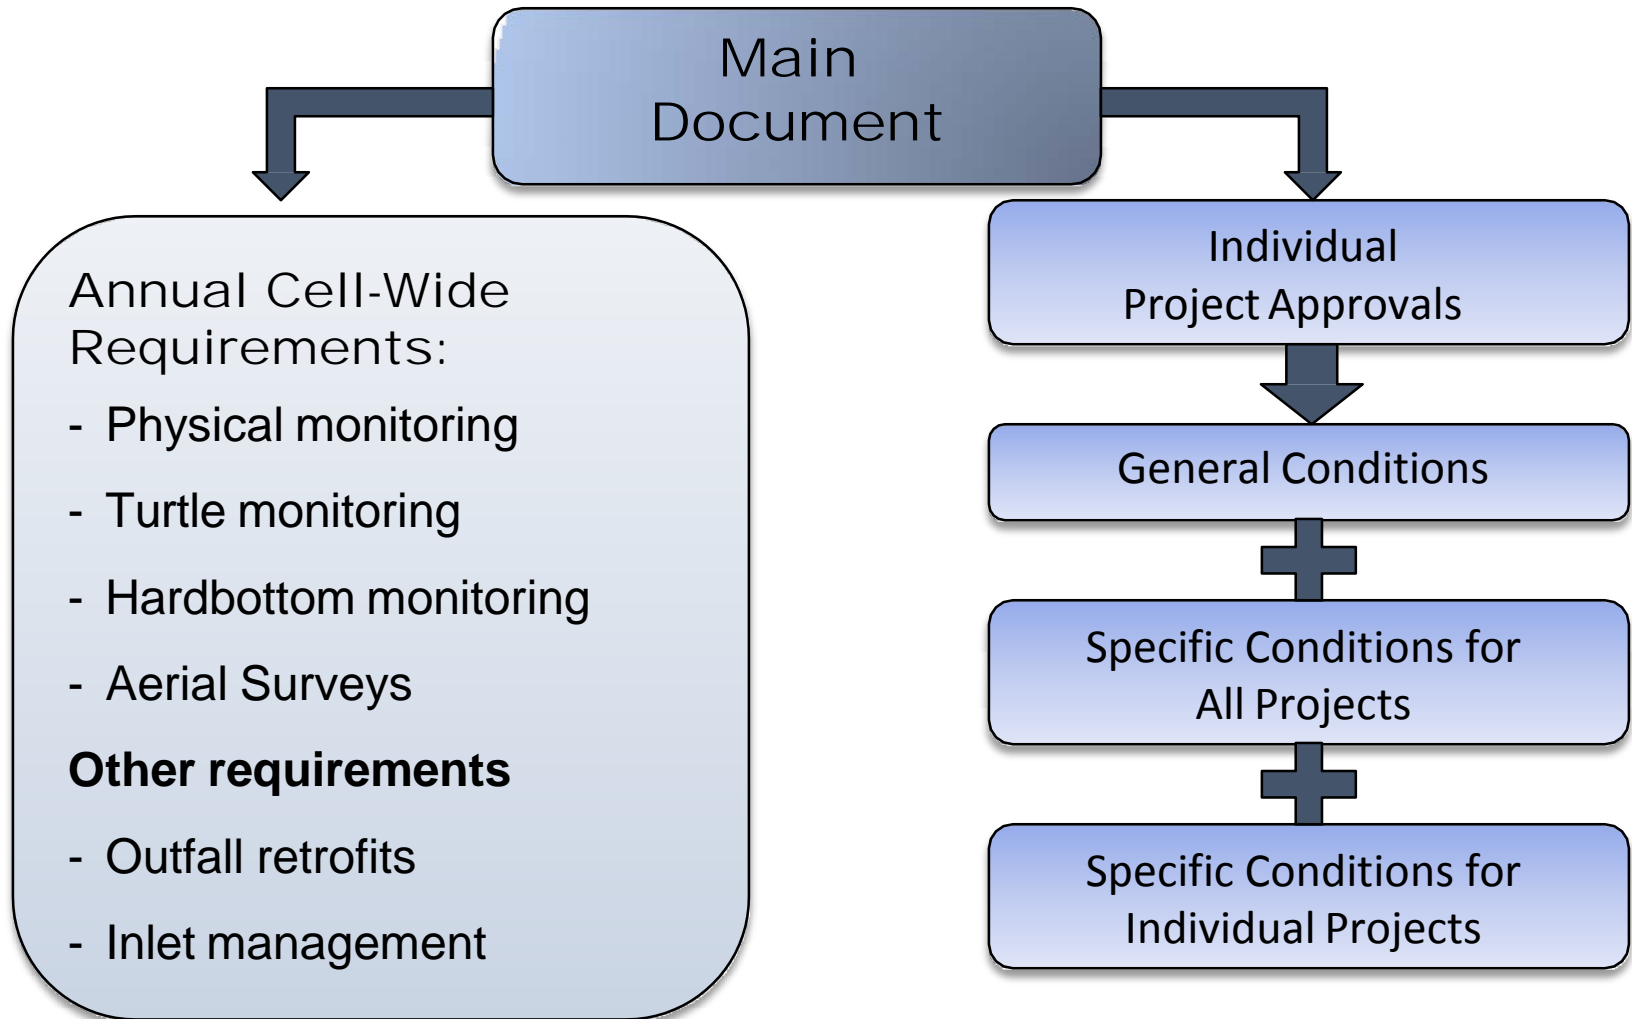 Main
Document
Annual Cell-Wide
Requirements:
- Physical monitoring
- Turtle monitoring
- Hardbottom monitoring
- Aerial Surveys
Other requirements
- Outfall retrofits
- Inlet management
Individual
Project Approvals
General Conditions
Specific Conditions for
All Projects
Specific Conditions for
Individual Projects